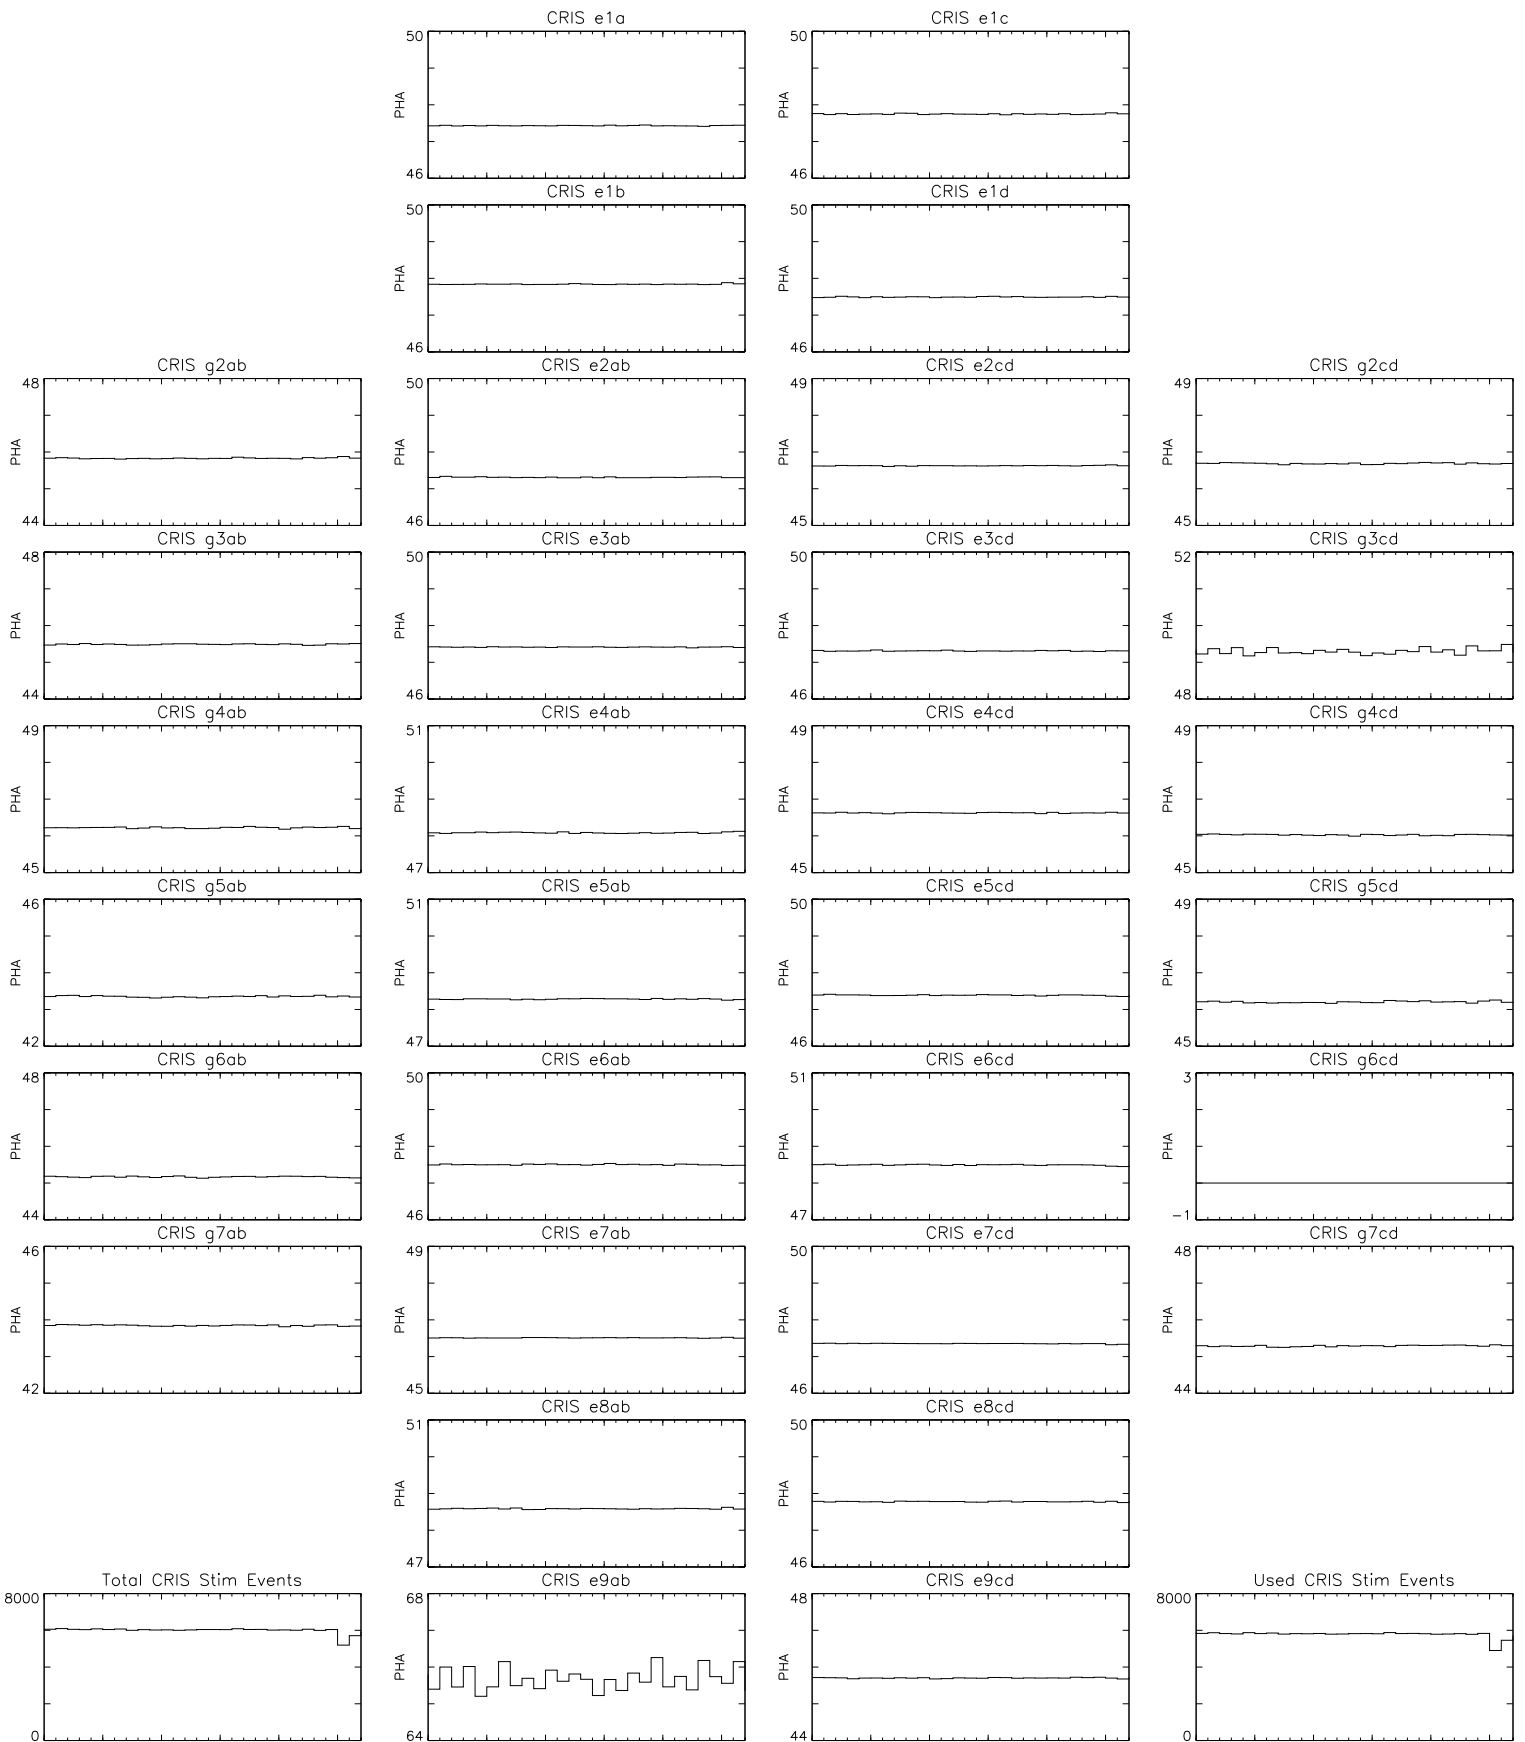 CRIS e1a
50
PHA
46
CRIS e1c
50
PHA
46
CRIS e1b
50
PHA
46
CRIS e1d
50
PHA
46
CRIS g2ab
48
PHA
44
CRIS e2ab
50
PHA
46
CRIS e2cd
49
PHA
45
CRIS g2cd
49
PHA
45
CRIS g3ab
48
PHA
44
CRIS e3ab
50
PHA
46
CRIS e3cd
50
PHA
46
CRIS g3cd
52
PHA
48
CRIS g4ab
49
PHA
45
CRIS e4ab
51
PHA
47
CRIS e4cd
49
PHA
45
CRIS g4cd
49
PHA
45
CRIS g5ab
46
PHA
42
CRIS e5ab
51
PHA
47
CRIS e5cd
50
PHA
46
CRIS g5cd
49
PHA
45
CRIS g6ab
48
PHA
44
CRIS e6ab
50
PHA
46
CRIS e6cd
51
PHA
47
CRIS g6cd
3
PHA
-1
CRIS g7ab
46
PHA
42
CRIS e7ab
49
PHA
45
CRIS e7cd
50
PHA
46
CRIS g7cd
48
PHA
44
CRIS e8ab
51
PHA
47
CRIS e8cd
50
PHA
46
Total CRIS Stim Events
8000
0
CRIS e9ab
68
PHA
64
CRIS e9cd
48
PHA
44
Used CRIS Stim Events
8000
0